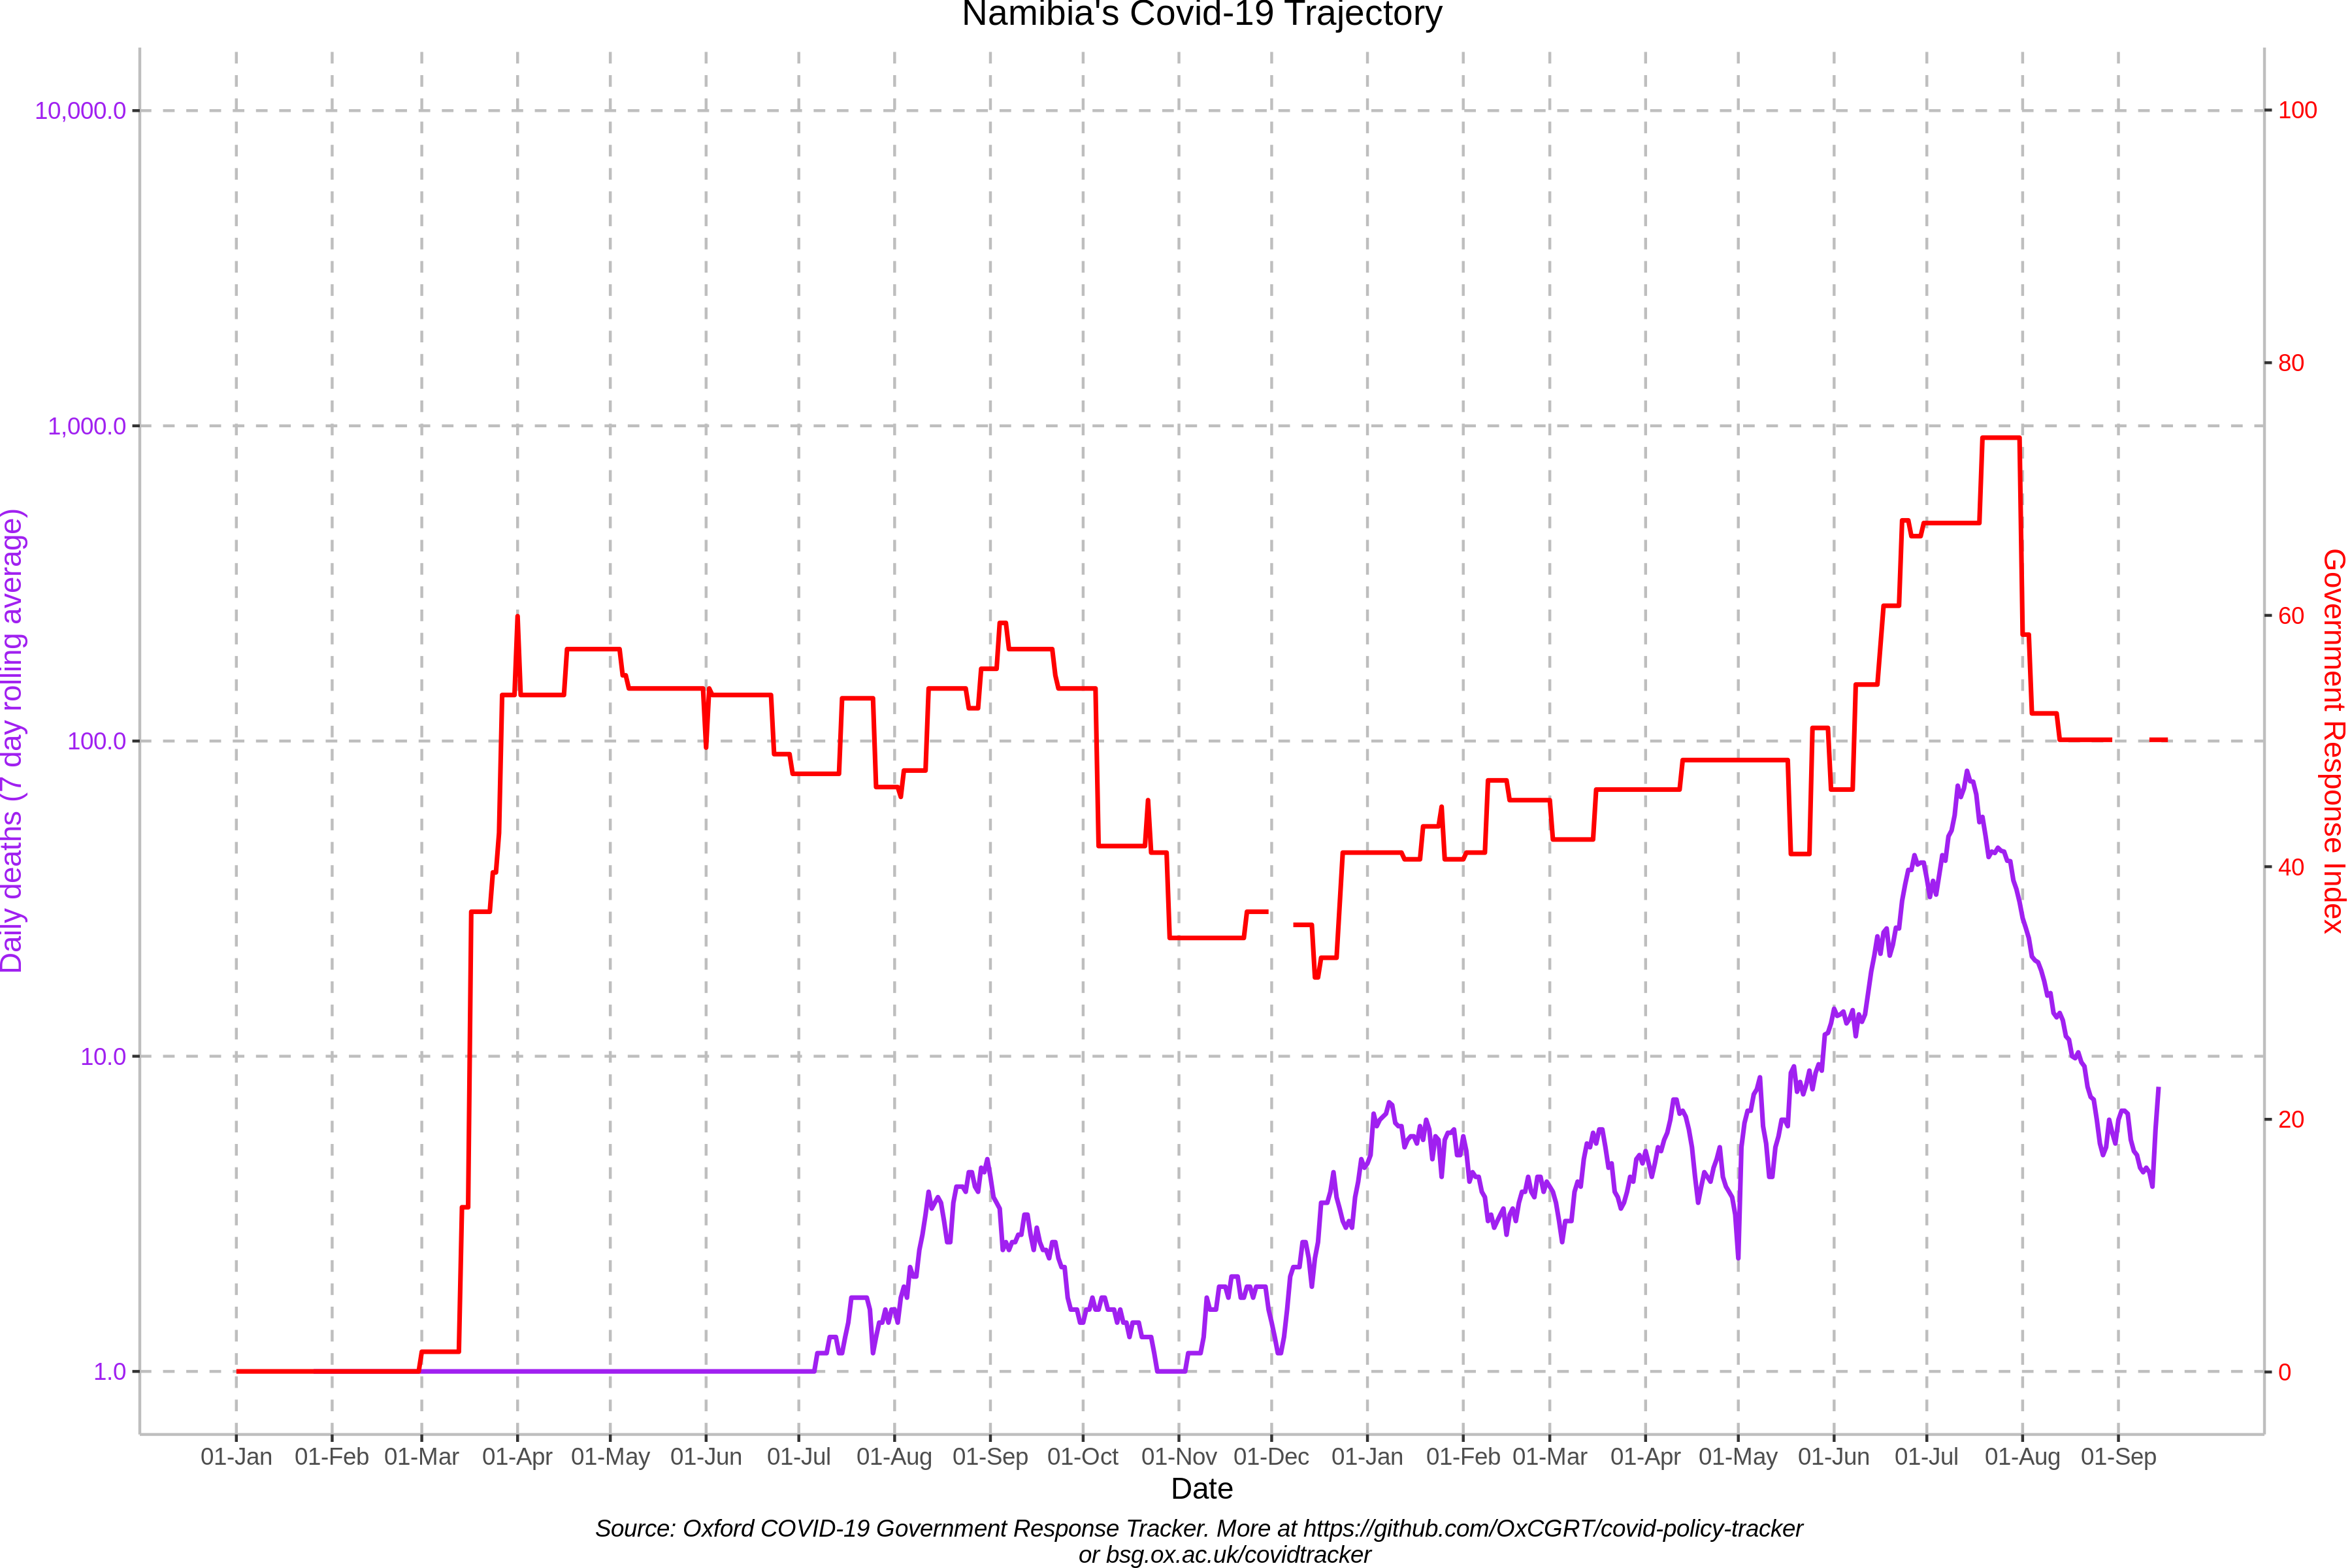 Namibia's Covid-19 Trajectory
10,000.0
1,000.0
100.0
10.0
1.0
Daily deaths (7 day rolling average)
100
80
60
40
20
0
Government Response Index
01-Jan 01-Feb 01-Mar 01-Apr 01-May 01-Jun 01-Jul 01-Aug 01-Sep 01-Oct 01-Nov 01-Dec 01-Jan 01-Feb 01-Mar 01-Apr 01-May 01-Jun 01-Jul 01-Aug 01-Sep
Date
Source: Oxford COVID-19 Government Response Tracker. More at https://github.com/OxCGRT/covid-policy-tracker
or bsg.ox.ac.uk/covidtracker